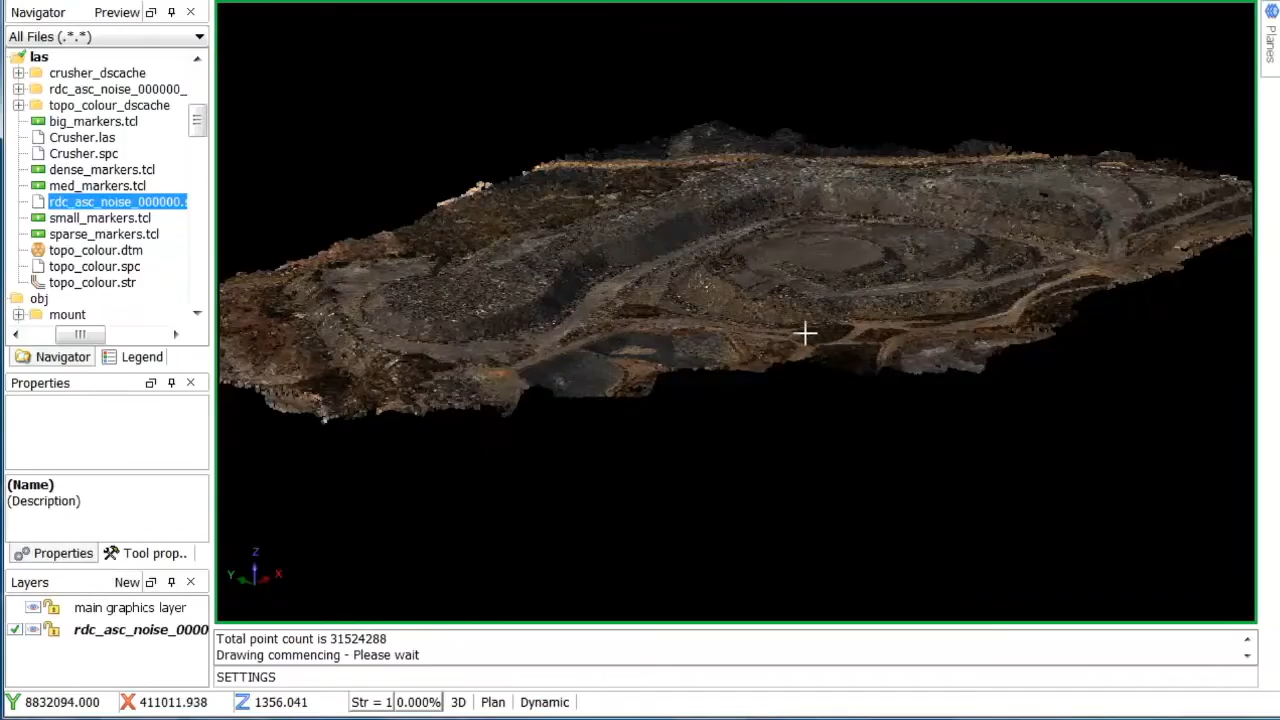 Navigator Preview
All Files (.*.*)
las
crusher_dscache
rdc_asc_noise_000000_
topo_colour_dscache
big_markers.tcl
Crusher.las
Crusher.spc
dense_markers.tcl
med_markers.tcl
rdc_asc_noise_000000.s
small_markers.tcl
sparse_markers.tcl
topo_colour.dtm
topo_colour.spc
topo_colour.str
obj
mount
Navigator Legend
Properties
(Name)
(Description)
Properties Tool prop..
Layers New
main graphics layer
rdc_asc_noise_0000
Planes
Z
Y X
Total point count is 31524288
Drawing commencing - Please wait
SETTINGS
Y 8832094.000 X 411011.938 Z 1356.041 Str = 1 0.000% 3D Plan Dynamic